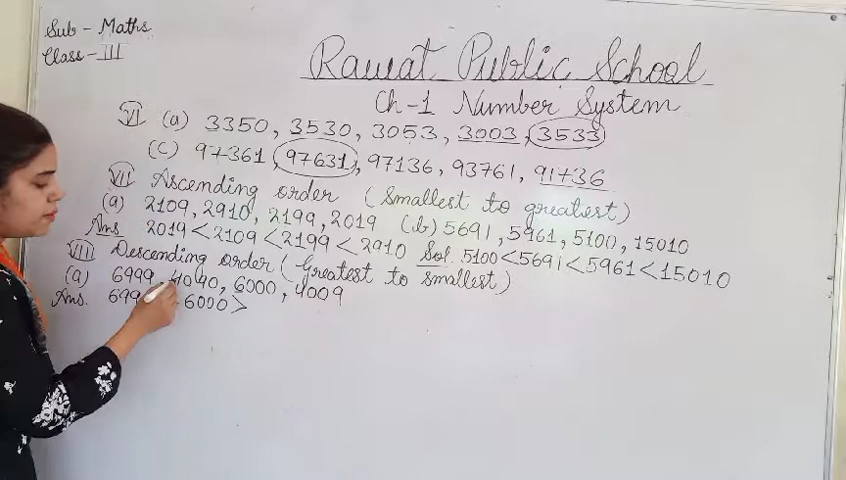 Sub - Maths
Class - III
Rawat Public School
Ch-1 Number System
VI (a) 3350, 3530, 3053, 3003, 3533
(c) 97361, 97631, 97136, 93761, 91736
VII Ascending order (Smallest to greatest)
(a) 2109, 2910, 2199, 2019 (b) 5691, 5961, 5100, 15010
Ans 2019 < 2109 < 2199 < 2910 Sol. 5100 < 5691 < 5961 < 15010
VIII Descending order (Greatest to smallest)
(a) 6999, 4090, 6000, 4009
Ans. 6000 >